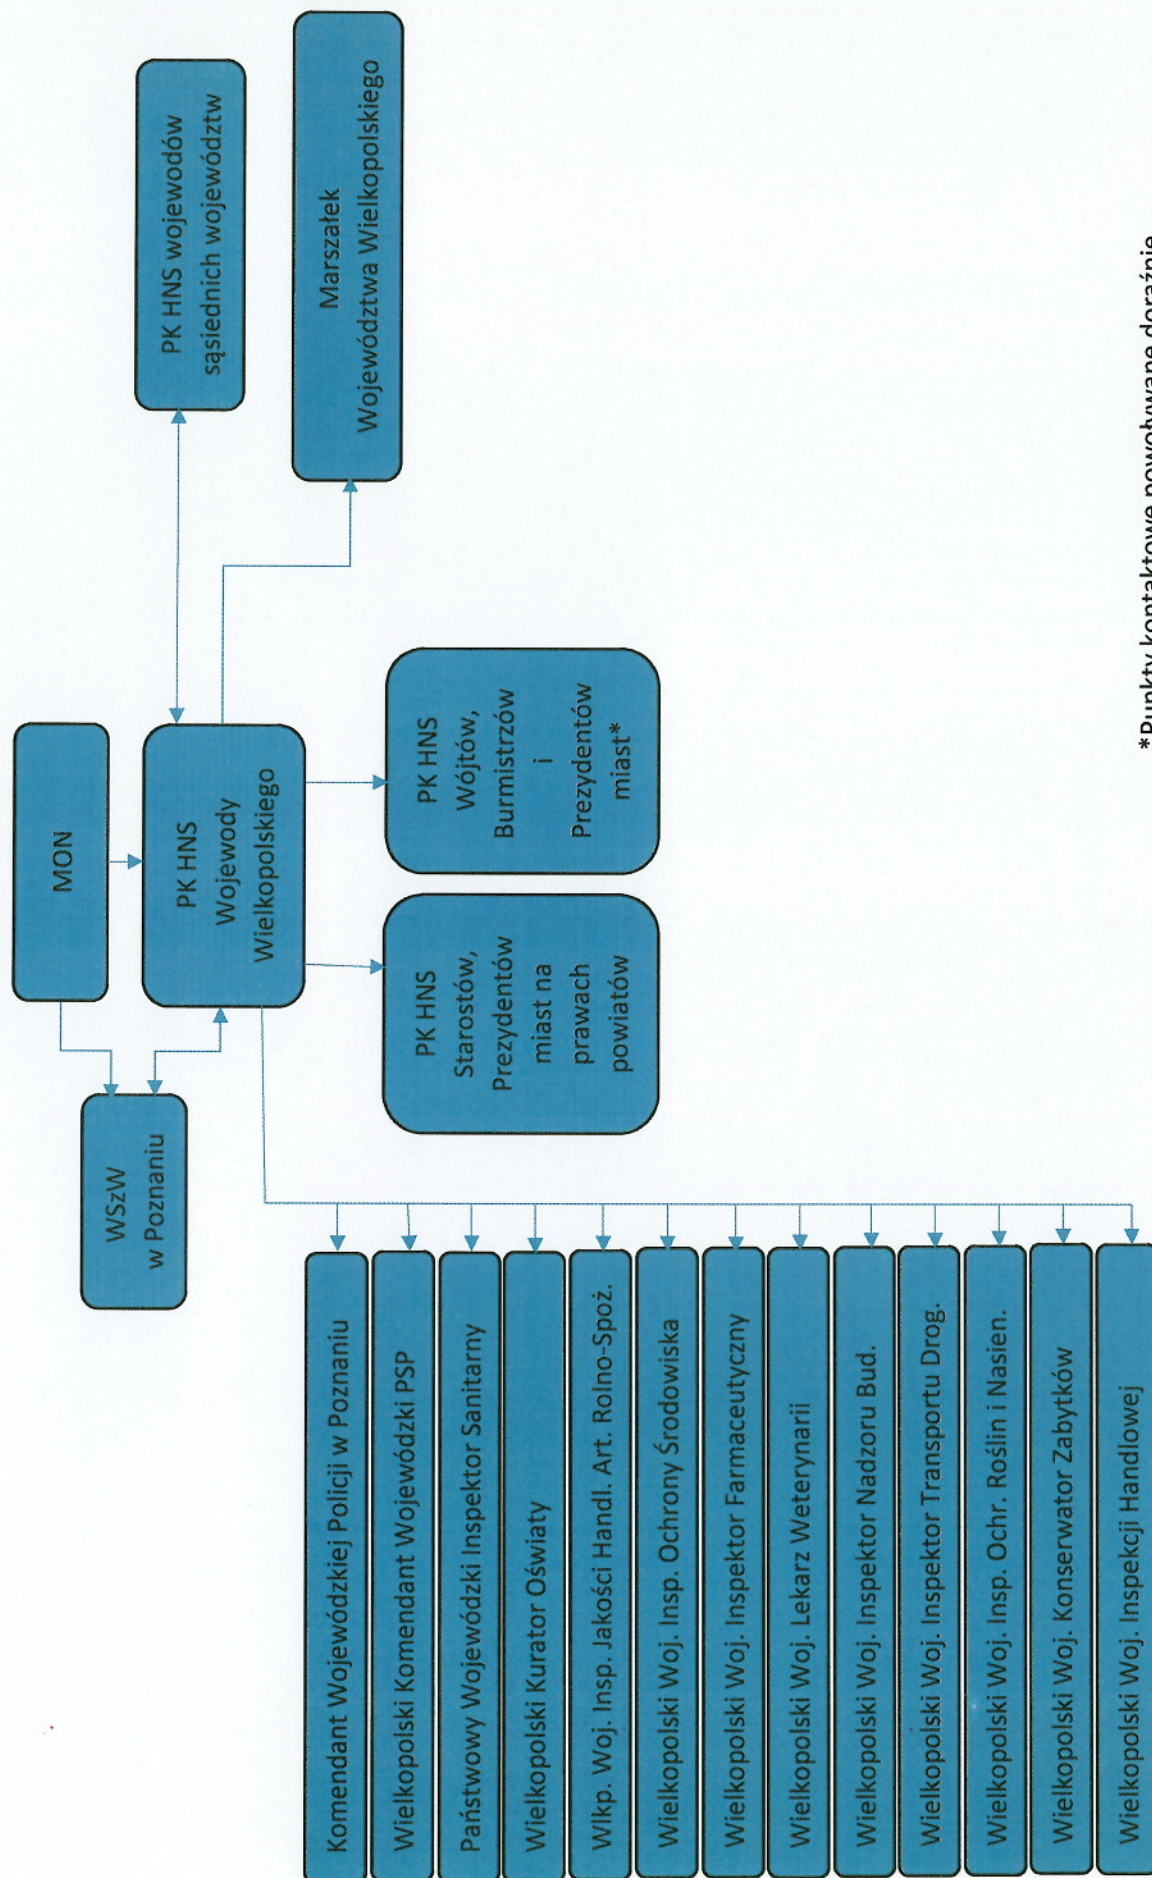 MON
WSzW
w Poznaniu
PK HNS
Wojewody
Wielkopolskiego
PK HNS wojewodów
sąsiednich województw
Marszałek
Województwa Wielkopolskiego
PK HNS
Starostów,
Prezydentów
miast na
prawach
powiatów
PK HNS
Wójtów,
Burmistrzów
i
Prezydentów
miast*
Komendant Wojewódzkiej Policji w Poznaniu
Wielkopolski Komendant Wojewódzki PSP
Państwowy Wojewódzki Inspektor Sanitarny
Wielkopolski Kurator Oświaty
Wlkp. Woj. Insp. Jakości Handl. Art. Rolno-Spoż.
Wielkopolski Woj. Insp. Ochrony Środowiska
Wielkopolski Woj. Inspektor Farmaceutyczny
Wielkopolski Woj. Lekarz Weterynarii
Wielkopolski Woj. Inspektor Nadzoru Bud.
Wielkopolski Woj. Inspektor Transportu Drog.
Wielkopolski Woj. Insp. Ochr. Roślin i Nasien.
Wielkopolski Woj. Konserwator Zabytków
Wielkopolski Woj. Inspekcji Handlowej
*Punkty kontaktowe powoływane doraźnie